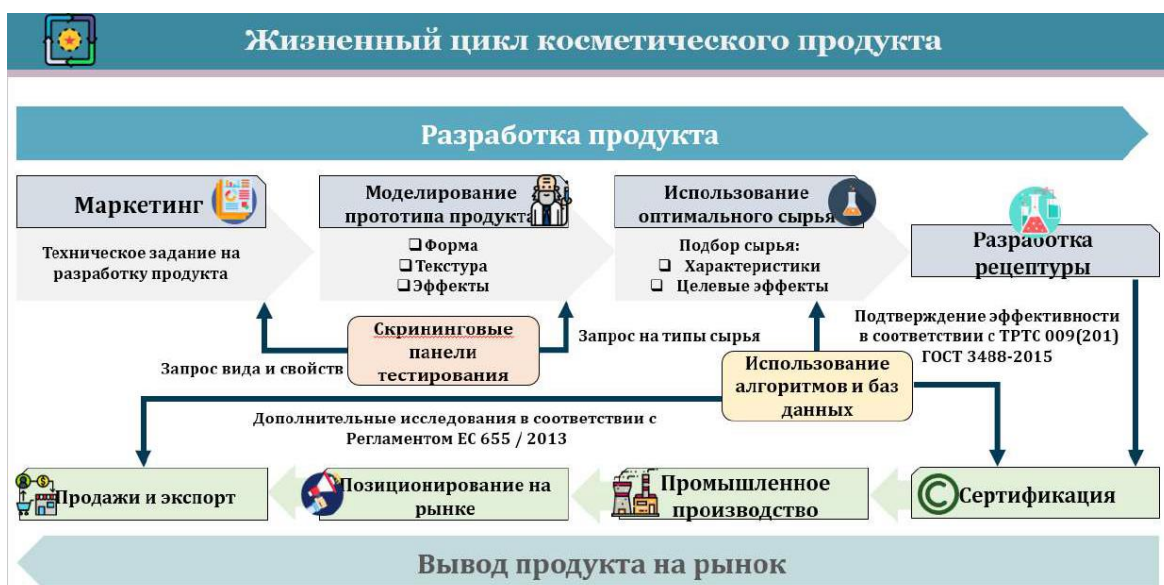 Жизненный цикл косметического продукта
Разработка продукта
Маркетинг
Техническое задание на
разработку продукта
Моделирование
прототипа продукта
Форма
Текстура
Эффекты
Использование
оптимального сырья
Подбор сырья:
Характеристики
Целевые эффекты
Разработка
рецептуры
Запрос вида и свойств
Скрининговые
панели
тестирования
Запрос на типы сырья
Использование
алгоритмов и баз
данных
Подтверждение эффективности
в соответствии с ТРТС 009(201)
ГОСТ 3488-2015
Дополнительные исследования в соответствии с
Регламентом ЕС 655 / 2013
Продажи и экспорт
Позиционирование на
рынке
Промышленное
производство
Сертификация
Вывод продукта на рынок